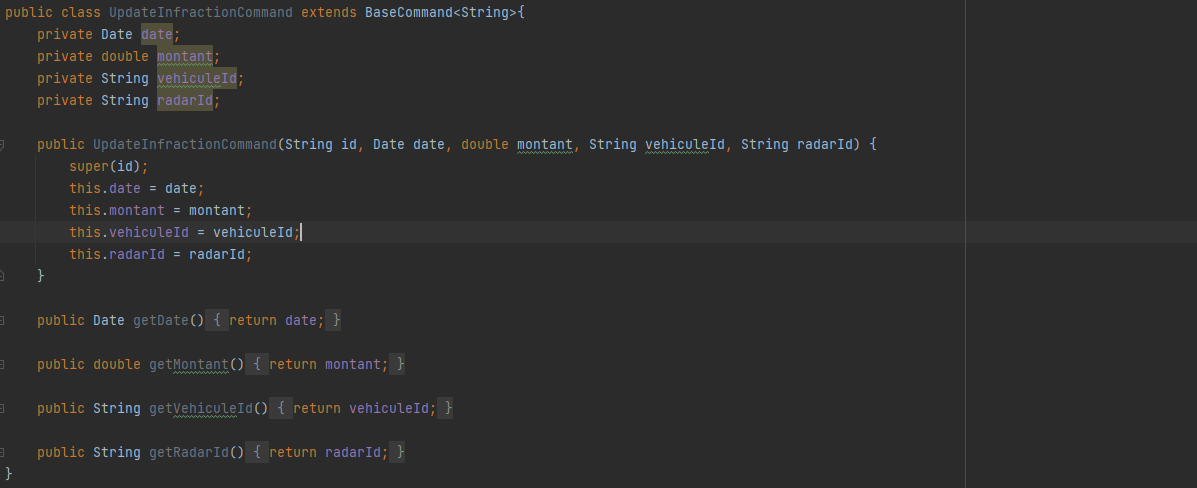 public class UpdateInfractionCommand extends BaseCommand<String>{
    private Date date;
    private double montant;
    private String vehiculeId;
    private String radarId;

    public UpdateInfractionCommand(String id, Date date, double montant, String vehiculeId, String radarId) {
        super(id);
        this.date = date;
        this.montant = montant;
        this.vehiculeId = vehiculeId;
        this.radarId = radarId;
    }

    public Date getDate() { return date; }

    public double getMontant() { return montant; }

    public String getVehiculeId() { return vehiculeId; }

    public String getRadarId() { return radarId; }
}